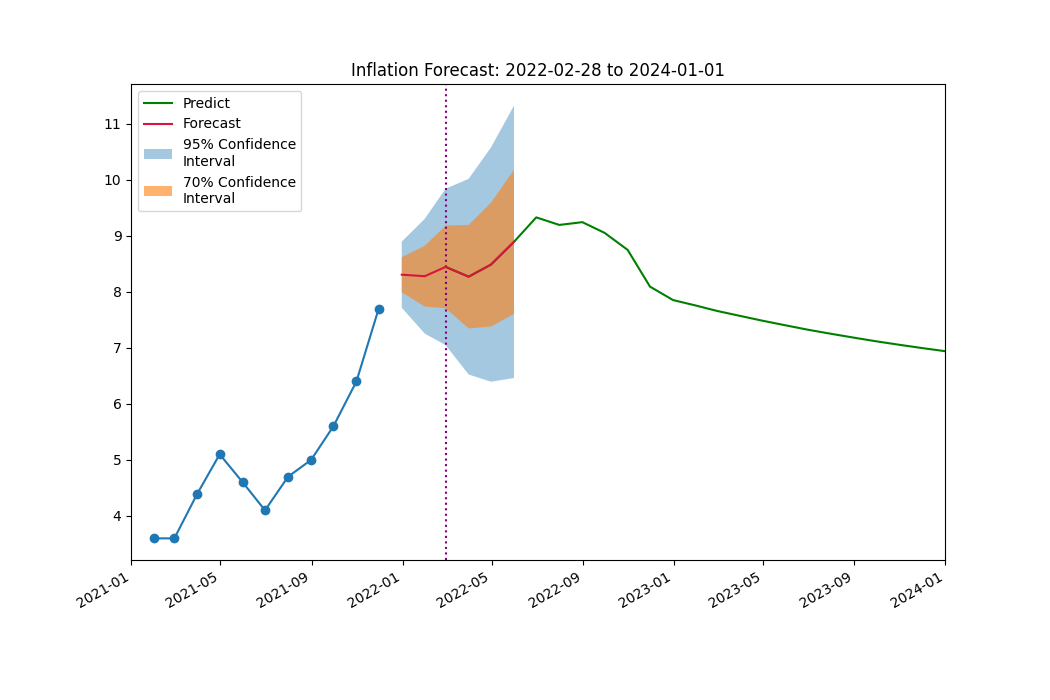 Inflation Forecast: 2022-02-28 to 2024-01-01
Predict
Forecast
95% Confidence
Interval
70% Confidence
Interval
11
10
9
8
7
6
5
4
2021-01
2021-05
2021-09
2022-01
2022-05
2022-09
2023-01
2023-05
2023-09
2024-01